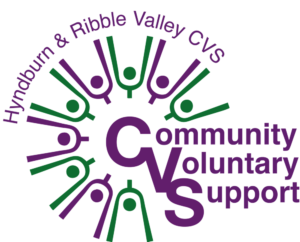 Hyndburn & Ribble Valley CVS
Community
Voluntary
Support